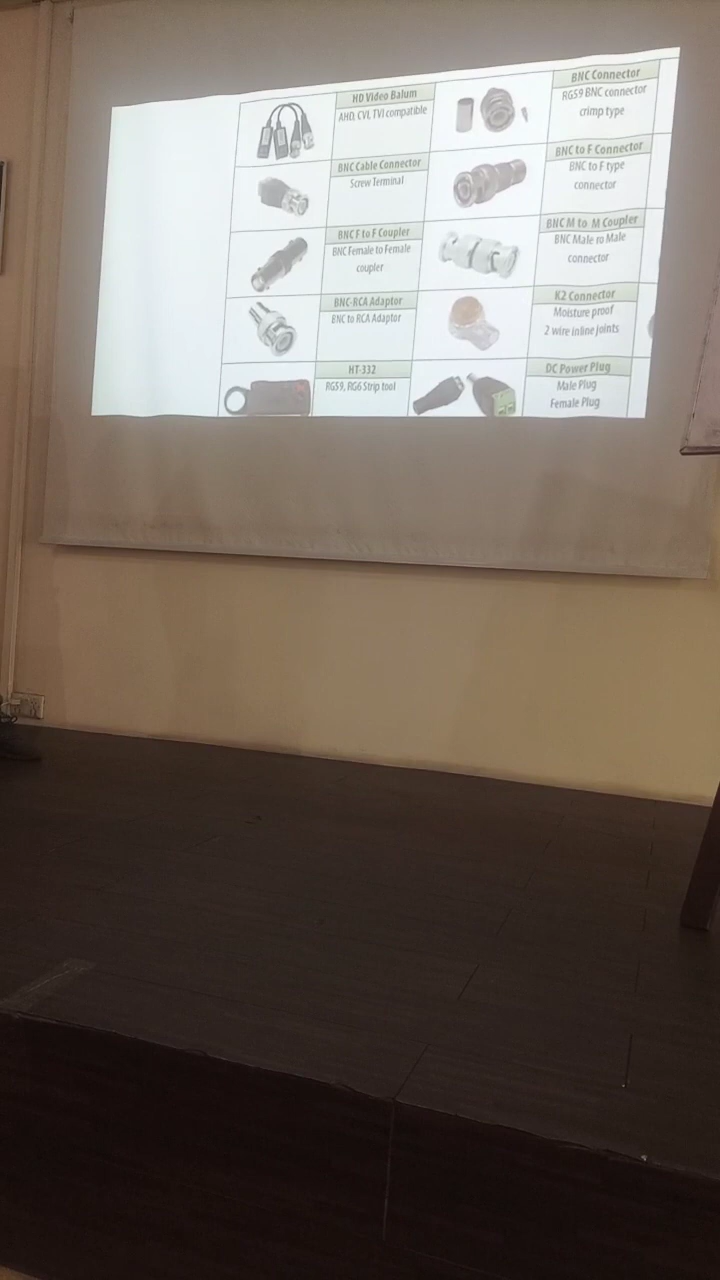 HD Video Balum
AHD, CVI, TVI compatible
BNC Connector
RG59 BNC connector
crimp type
BNC Cable Connector
Screw Terminal
BNC to F Connector
BNC to F type
connector
BNC F to F Coupler
BNC Female to Female
coupler
BNC M to M Coupler
BNC Male ro Male
connector
BNC-RCA Adaptor
BNC to RCA Adaptor
K2 Connector
Moisture proof
2 wire inline joints
HT-332
RG59, RG6 Strip tool
DC Power Plug
Male Plug
Female Plug